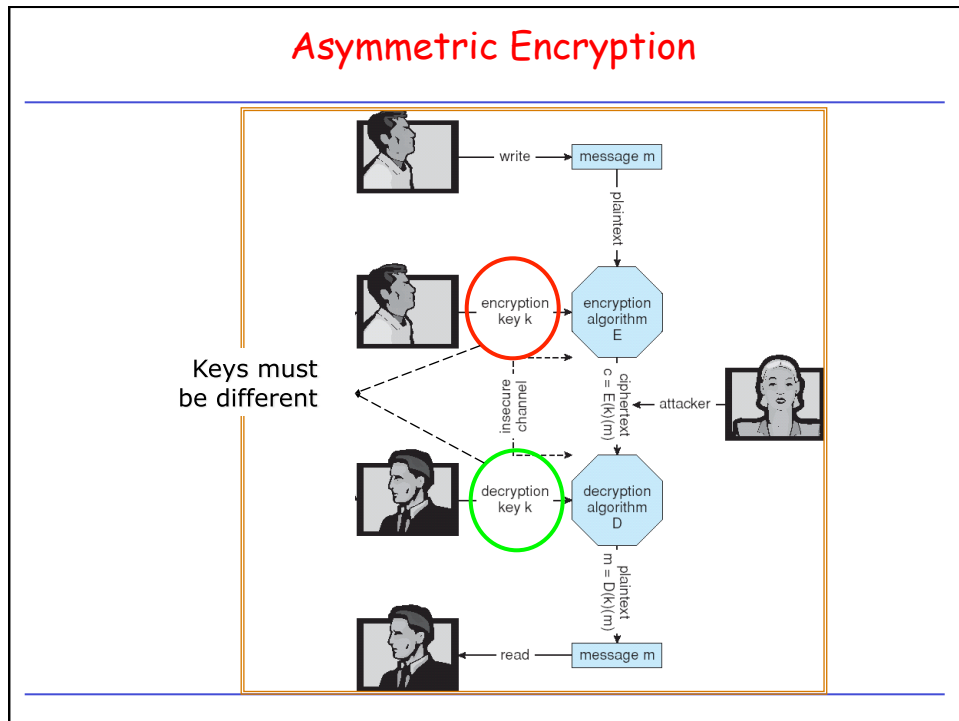 Asymmetric Encryption
write
message m
plaintext
encryption
key k
encryption
algorithm
E
Keys must
be different
insecure
channel
ciphertext
c = E(k)(m)
attacker
decryption
key k
decryption
algorithm
D
plaintext
m = D(k)(m)
read
message m